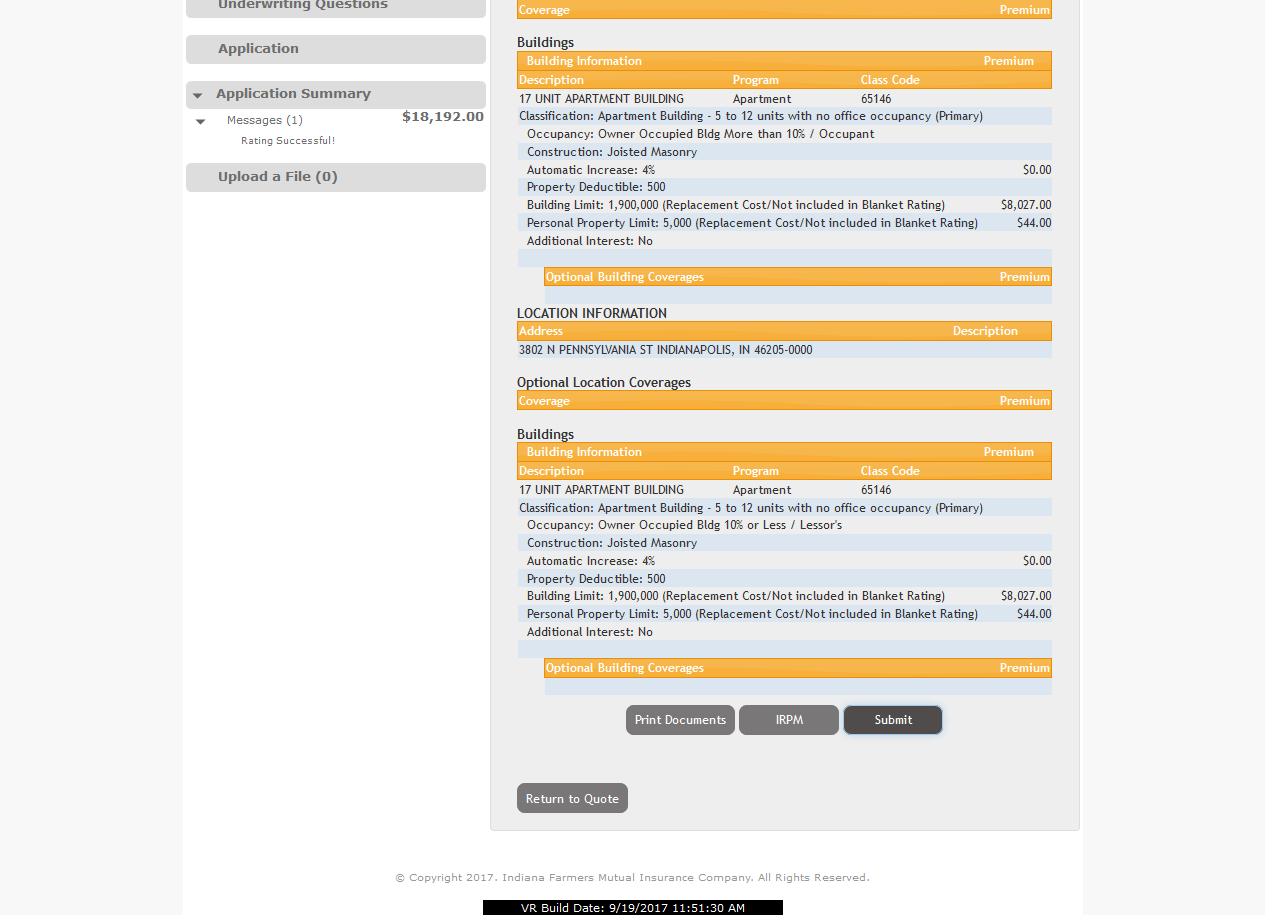 Underwriting Questions
Application
Application Summary
Messages (1) $18,192.00
Rating Successful!
Upload a File (0)
Coverage Premium
Buildings
Building Information Premium
Description Program Class Code
17 UNIT APARTMENT BUILDING Apartment 65146
Classification: Apartment Building - 5 to 12 units with no office occupancy (Primary)
Occupancy: Owner Occupied Bldg More than 10% / Occupant
Construction: Joisted Masonry
Automatic Increase: 4% $0.00
Property Deductible: 500
Building Limit: 1,900,000 (Replacement Cost/Not included in Blanket Rating) $8,027.00
Personal Property Limit: 5,000 (Replacement Cost/Not included in Blanket Rating) $44.00
Additional Interest: No
Optional Building Coverages Premium
LOCATION INFORMATION
Address Description
3802 N PENNSYLVANIA ST INDIANAPOLIS, IN 46205-0000
Optional Location Coverages
Coverage Premium
Buildings
Building Information Premium
Description Program Class Code
17 UNIT APARTMENT BUILDING Apartment 65146
Classification: Apartment Building - 5 to 12 units with no office occupancy (Primary)
Occupancy: Owner Occupied Bldg 10% or Less / Lessor's
Construction: Joisted Masonry
Automatic Increase: 4% $0.00
Property Deductible: 500
Building Limit: 1,900,000 (Replacement Cost/Not included in Blanket Rating) $8,027.00
Personal Property Limit: 5,000 (Replacement Cost/Not included in Blanket Rating) $44.00
Additional Interest: No
Optional Building Coverages Premium
Print Documents IRPM Submit
Return to Quote
© Copyright 2017. Indiana Farmers Mutual Insurance Company. All Rights Reserved.
VR Build Date: 9/19/2017 11:51:30 AM